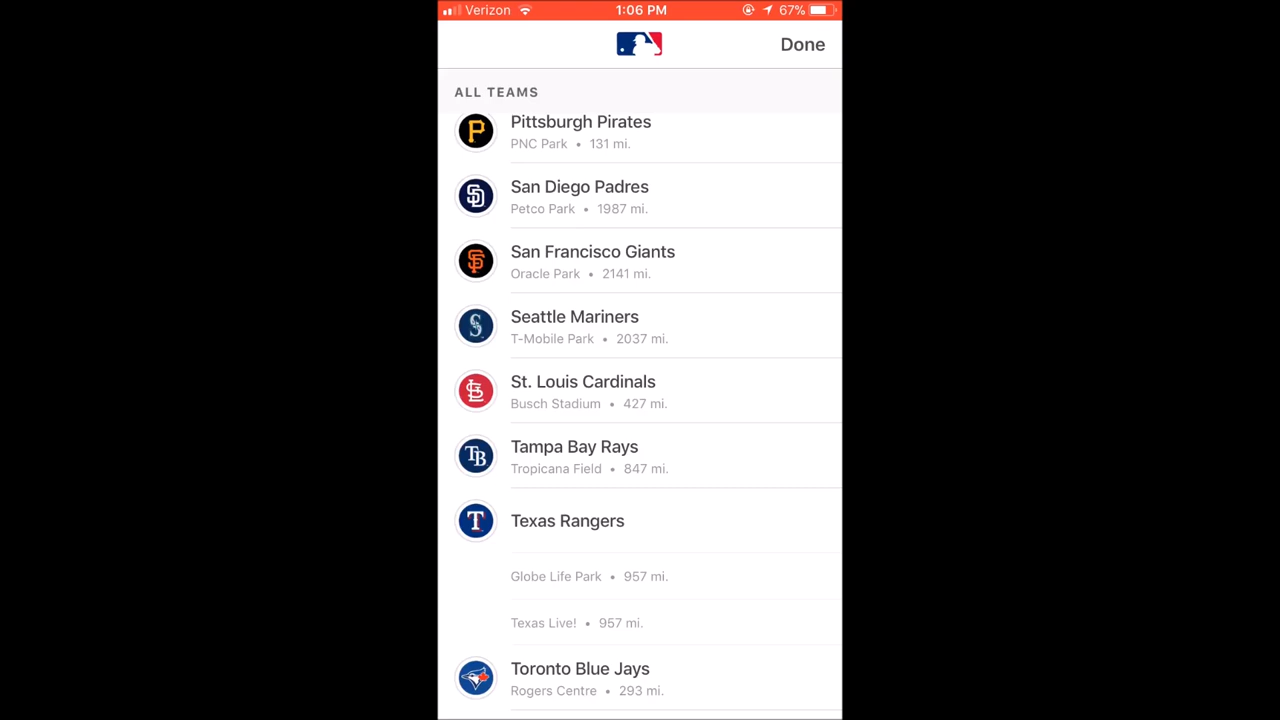 Verizon 1:06 PM 67%
Done
ALL TEAMS
Pittsburgh Pirates
PNC Park • 131 mi.
San Diego Padres
Petco Park • 1987 mi.
San Francisco Giants
Oracle Park • 2141 mi.
Seattle Mariners
T-Mobile Park • 2037 mi.
St. Louis Cardinals
Busch Stadium • 427 mi.
Tampa Bay Rays
Tropicana Field • 847 mi.
Texas Rangers
Globe Life Park • 957 mi.
Texas Live! • 957 mi.
Toronto Blue Jays
Rogers Centre • 293 mi.